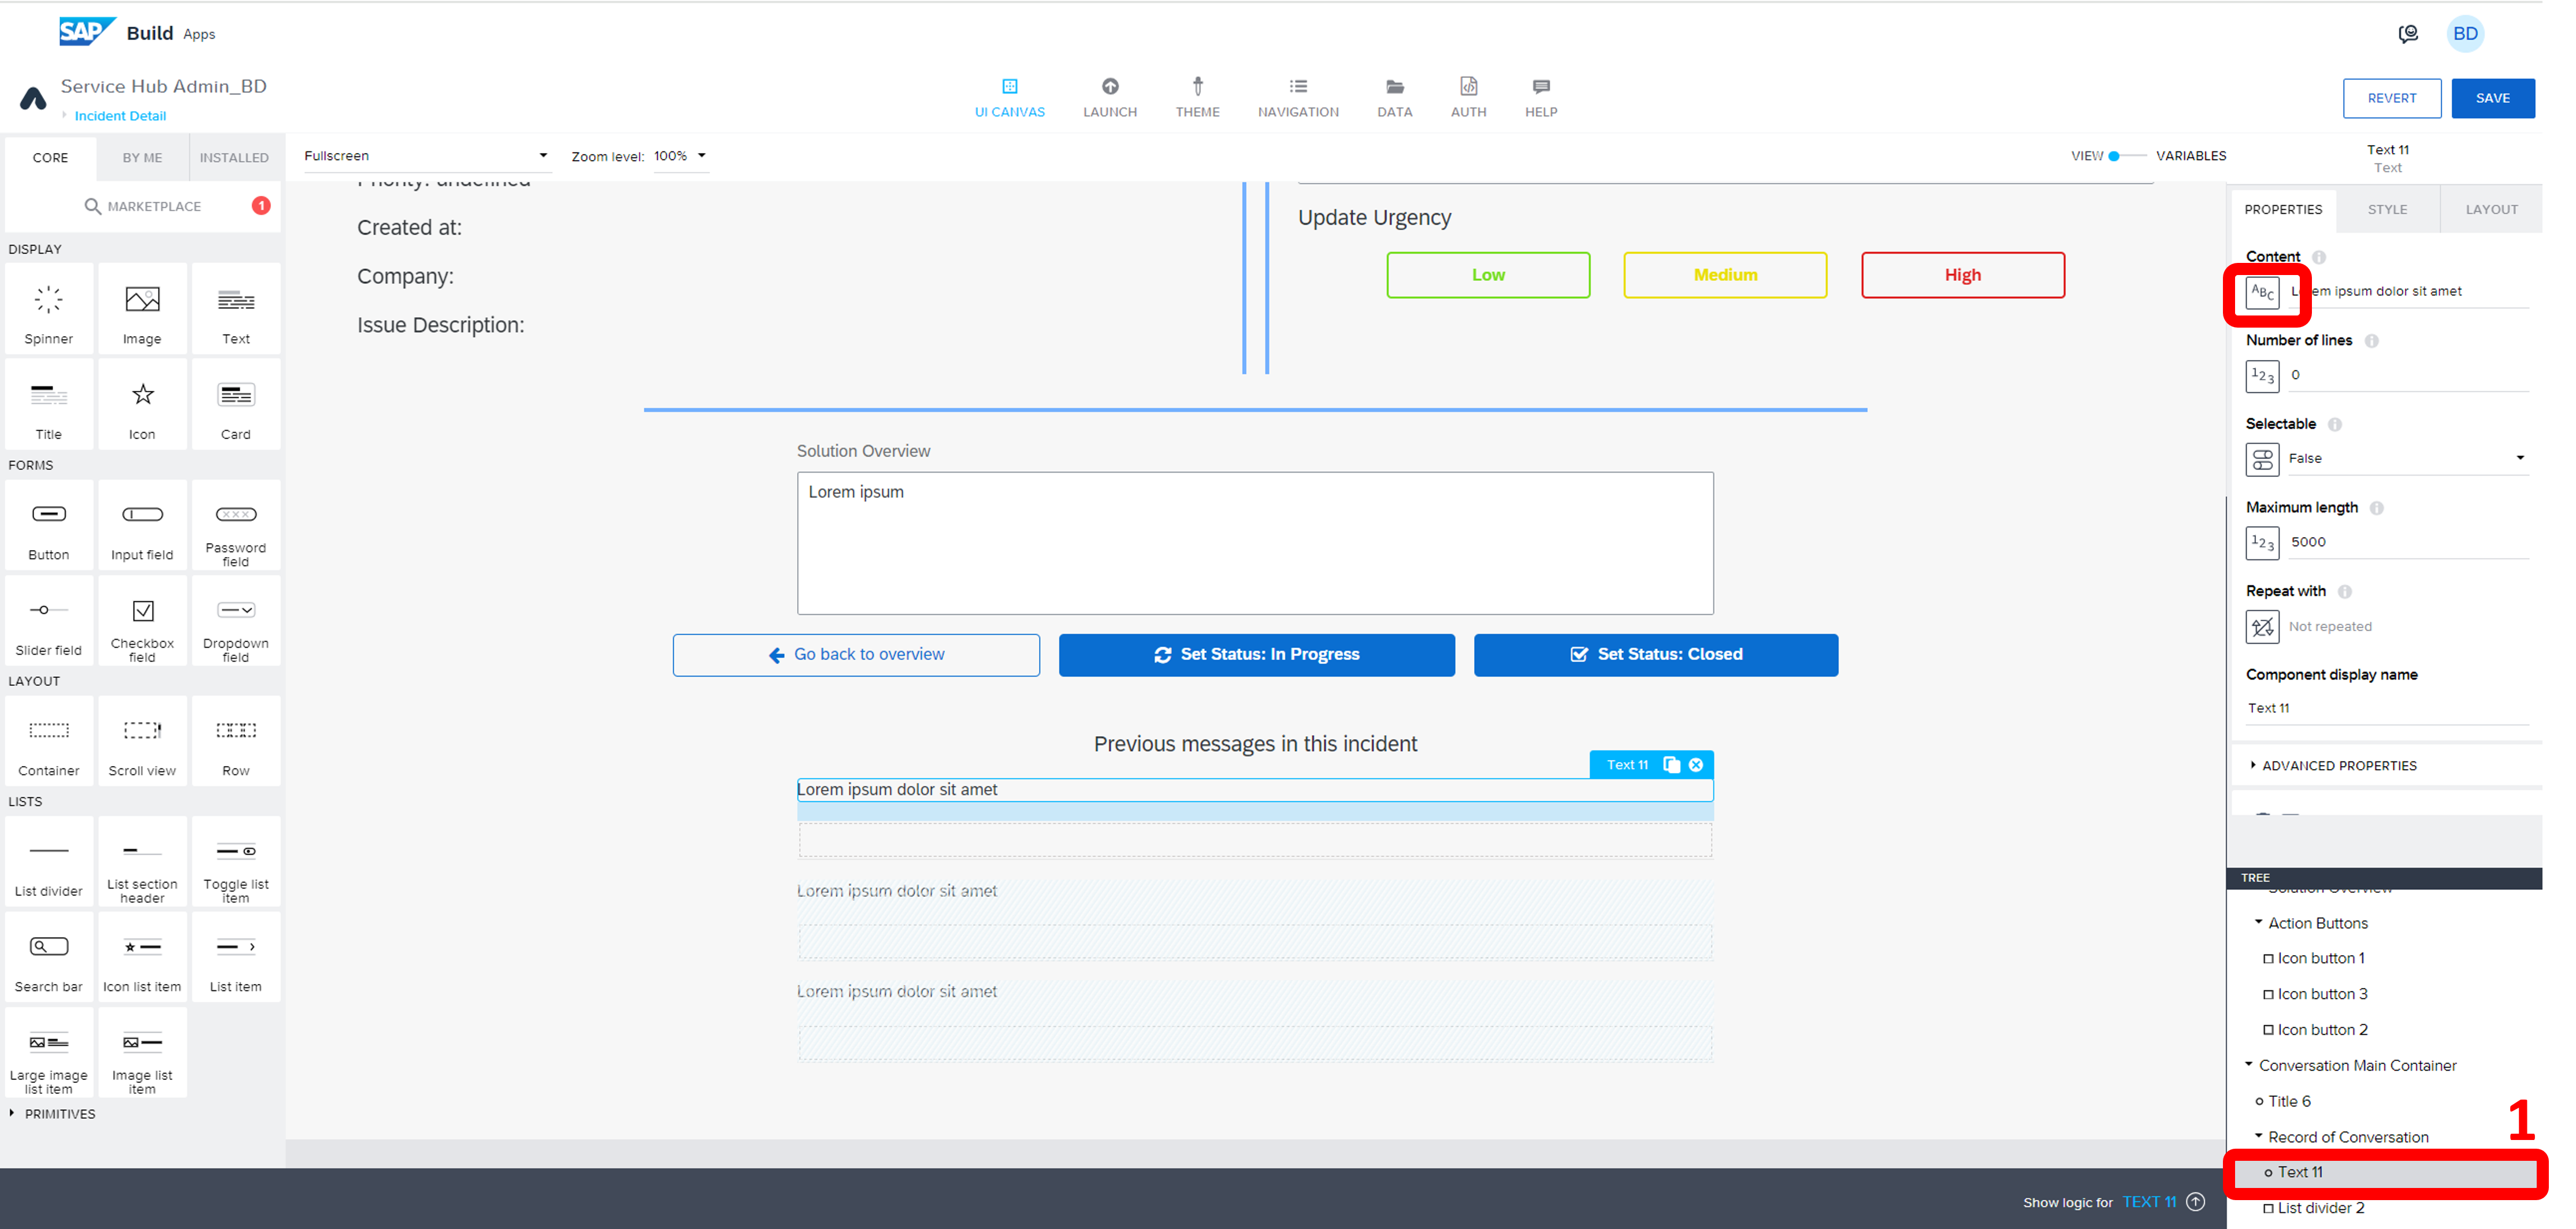 SAP Build Apps
BD
Service Hub Admin_BD
Incident Detail
UI CANVAS
LAUNCH
THEME
NAVIGATION
DATA
AUTH
HELP
REVERT
SAVE
CORE
BY ME
INSTALLED
Fullscreen
Zoom level: 100%
VIEW
VARIABLES
Text 11
Text
MARKETPLACE
1
DISPLAY
Spinner
Image
Text
Title
Icon
Card
FORMS
Button
Input field
Password
field
Slider field
Checkbox
field
Dropdown
field
LAYOUT
Container
Scroll view
Row
LISTS
List divider
List section
header
Toggle list
item
Search bar
Icon list item
List item
Large image
list item
Image list
item
PRIMITIVES
Priority: undefined
Created at:
Company:
Issue Description:
Update Urgency
Low
Medium
High
Solution Overview
Lorem ipsum
Go back to overview
Set Status: In Progress
Set Status: Closed
Previous messages in this incident
Text 11
Lorem ipsum dolor sit amet
Lorem ipsum dolor sit amet
Lorem ipsum dolor sit amet
Show logic for TEXT 11
PROPERTIES
STYLE
LAYOUT
Content
ABC
Lorem ipsum dolor sit amet
Number of lines
123
0
Selectable
False
Maximum length
123
5000
Repeat with
Not repeated
Component display name
Text 11
ADVANCED PROPERTIES
TREE
Solution Overview
Action Buttons
Icon button 1
Icon button 3
Icon button 2
Conversation Main Container
Title 6
Record of Conversation
1
Text 11
List divider 2